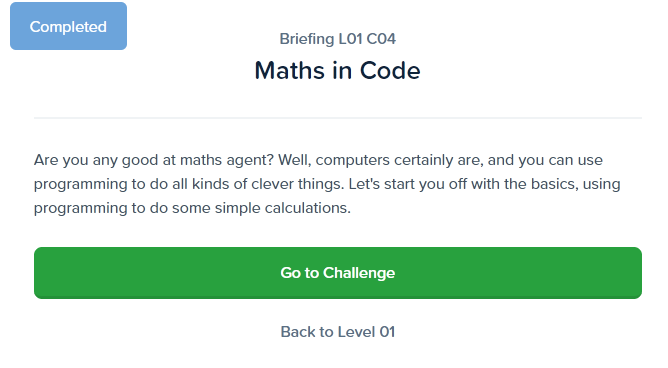 Completed
Briefing L01 C04
Maths in Code
Are you any good at maths agent? Well, computers certainly are, and you can use
programming to do all kinds of clever things. Let's start you off with the basics, using
programming to do some simple calculations.
Go to Challenge
Back to Level 01